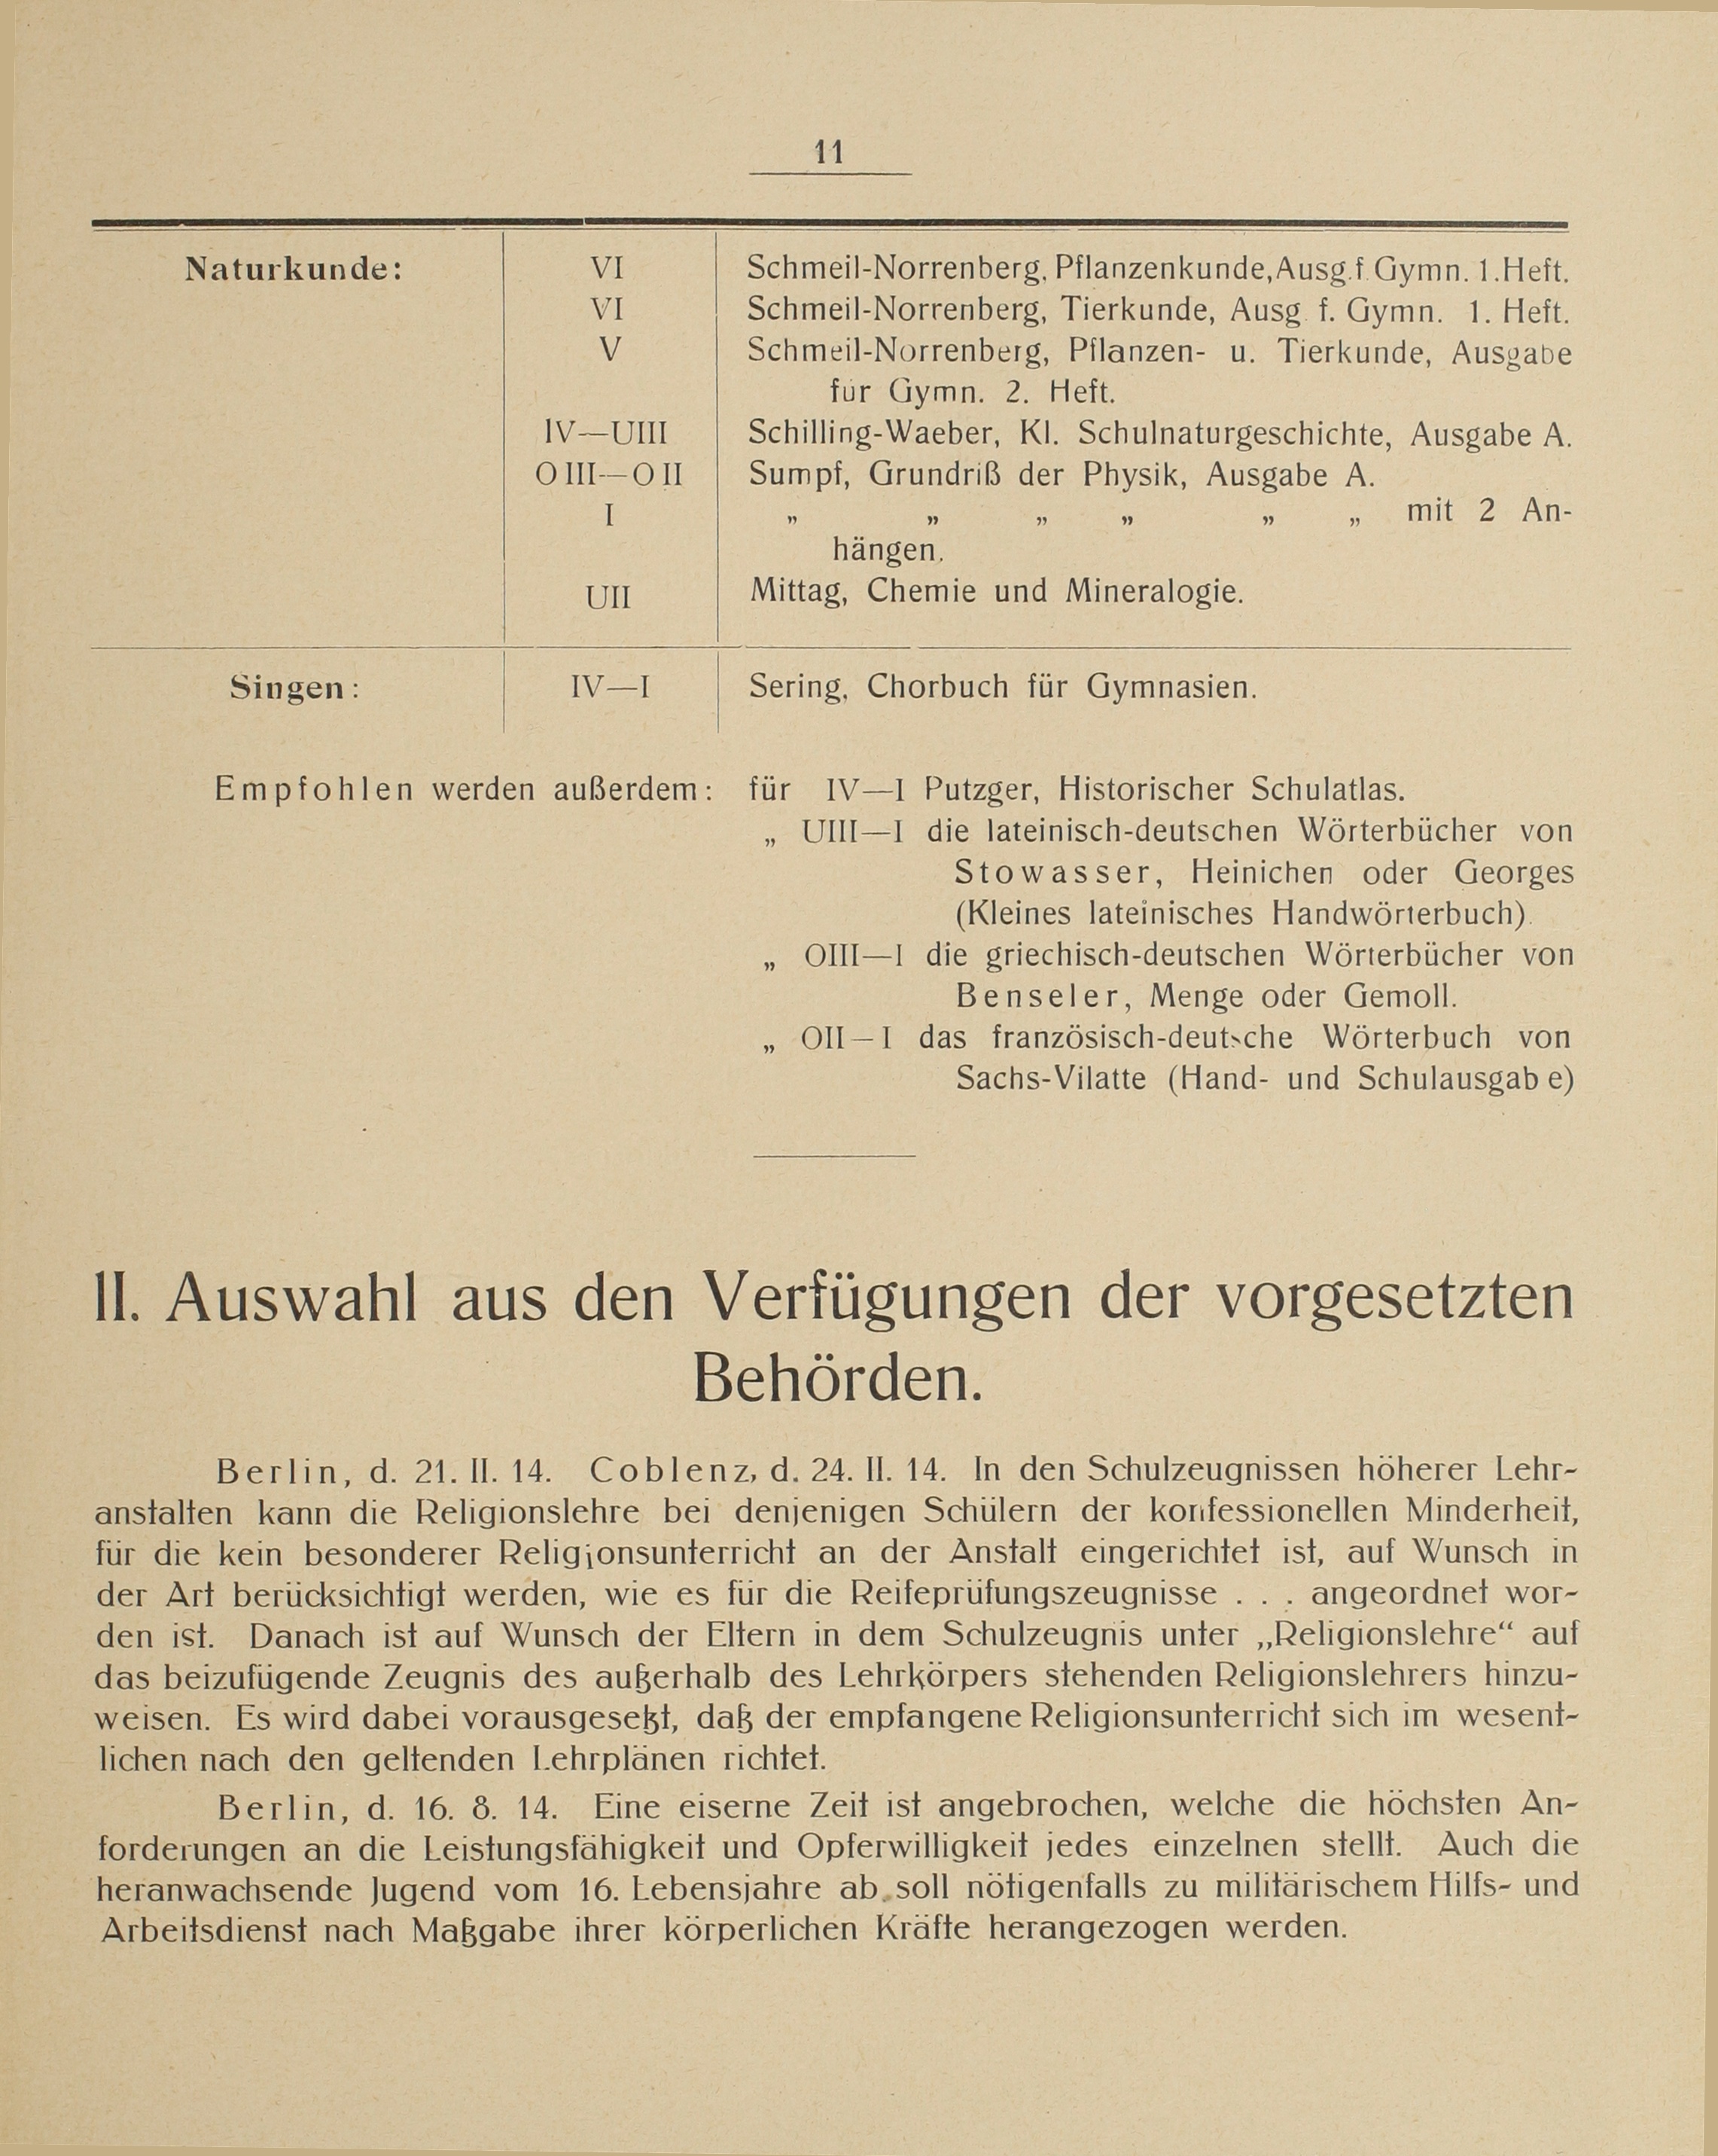 11
Naturkunde: VI Schmeil-Norrenberg, Pflanzenkunde, Ausg. f. Gymn. 1. Heft.
VI Schmeil-Norrenberg, Tierkunde, Ausg. f. Gymn. 1. Heft.
V Schmeil-Norrenberg, Pflanzen- u. Tierkunde, Ausgabe
für Gymn. 2. Heft.
IV—UIII Schilling-Waeber, Kl. Schulnaturgeschichte, Ausgabe A.
O III—O II Sumpf, Grundriß der Physik, Ausgabe A.
I „ „ „ „ „ „ mit 2 An-
hängen.
UII Mittag, Chemie und Mineralogie.
Singen: IV—I Sering, Chorbuch für Gymnasien.
Empfohlen werden außerdem: für IV—I Putzger, Historischer Schulatlas.
„ UIII—I die lateinisch-deutschen Wörterbücher von
Stowasser, Heinichen oder Georges
(Kleines lateinisches Handwörterbuch).
„ OIII—I die griechisch-deutschen Wörterbücher von
Benseler, Menge oder Gemoll.
„ OII—I das französisch-deutsche Wörterbuch von
Sachs-Vilatte (Hand- und Schulausgab e)
II. Auswahl aus den Verfügungen der vorgesetzten
Behörden.
Berlin, d. 21. II. 14. Coblenz, d. 24. II. 14. In den Schulzeugnissen höherer Lehr-
anstalten kann die Religionslehre bei denjenigen Schülern der konfessionellen Minderheit,
für die kein besonderer Religionsunterricht an der Anstalt eingerichtet ist, auf Wunsch in
der Art berücksichtigt werden, wie es für die Reifeprüfungszeugnisse . . . angeordnet wor-
den ist. Danach ist auf Wunsch der Eltern in dem Schulzeugnis unter „Religionslehre“ auf
das beizufügende Zeugnis des außerhalb des Lehrkörpers stehenden Religionslehrers hinzu-
weisen. Es wird dabei vorausgesetzt, daß der empfangene Religionsunterricht sich im wesent-
lichen nach den geltenden Lehrplänen richtet.
Berlin, d. 16. 8. 14. Eine eiserne Zeit ist angebrochen, welche die höchsten An-
forderungen an die Leistungsfähigkeit und Opferwilligkeit jedes einzelnen stellt. Auch die
heranwachsende Jugend vom 16. Lebensjahre ab soll nötigenfalls zu militärischem Hilfs- und
Arbeitsdienst nach Maßgabe ihrer körperlichen Kräfte herangezogen werden.